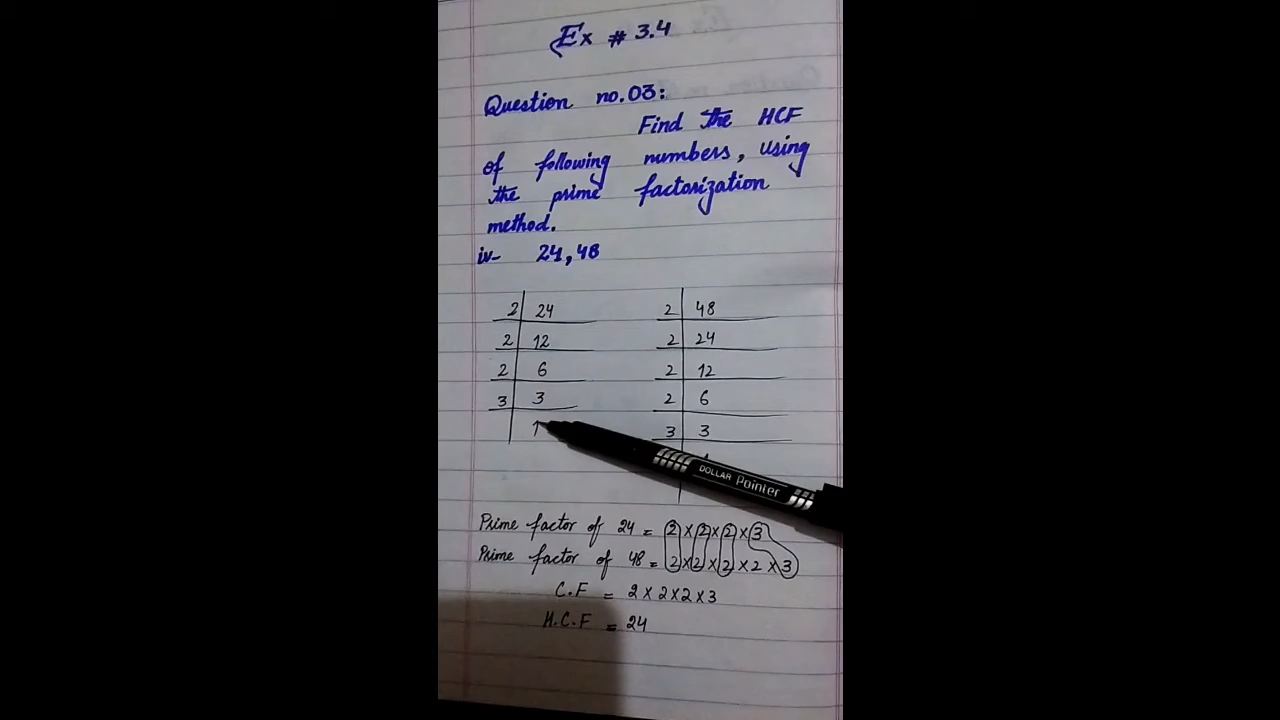 Ex # 3.4
Question no.03:
Find the HCF
of following numbers, using
the prime factorization
method.
iv- 24,48
2 24
2 12
2 6
3 3
1
2 48
2 24
2 12
2 6
3 3
DOLLAR Pointer
Prime factor of 24 = 2×2×2×3
Prime factor of 48 = 2×2×2×2×3
C.F = 2×2×2×3
H.C.F = 24